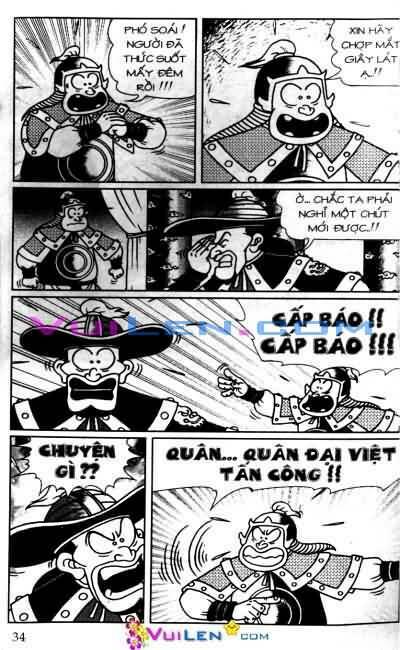 PHÓ SOÁI!
NGƯỜI ĐÃ
THỨC SUỐT
MẤY ĐÊM
RỒI!!!
XIN HÃY
CHỢP MẮT
GIÂY LÁT
Ạ..!!
Ờ... CHẮC TA PHẢI
NGHỈ MỘT CHÚT
MỚI ĐƯỢC..!!
CẤP BÁO!!
CẤP BÁO!!!
VuiLen.com
CHUYỆN
GÌ??
QUÂN... QUÂN ĐẠI VIỆT
TẤN CÔNG!!
34
VuiLen.com